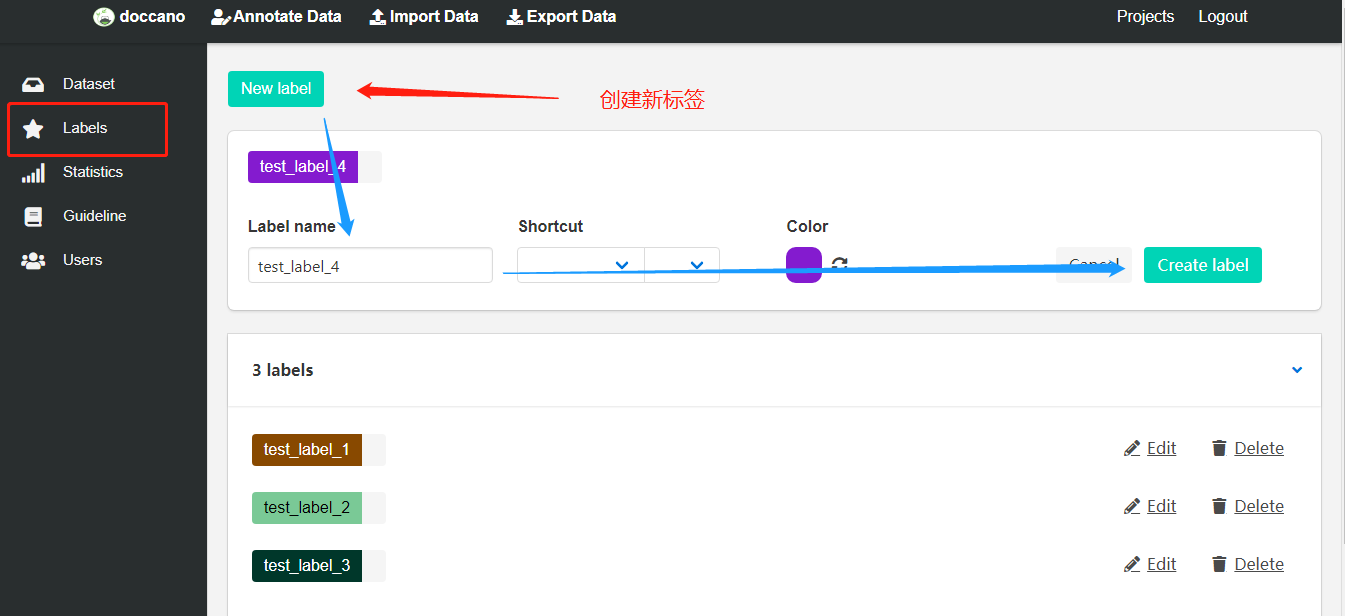 doccano Annotate Data Import Data Export Data Projects Logout
Dataset
Labels
Statistics
Guideline
Users
New label
创建新标签
test_label_4
Label name Shortcut Color
test_label_4 Cancel Create label
3 labels
test_label_1 Edit Delete
test_label_2 Edit Delete
test_label_3 Edit Delete